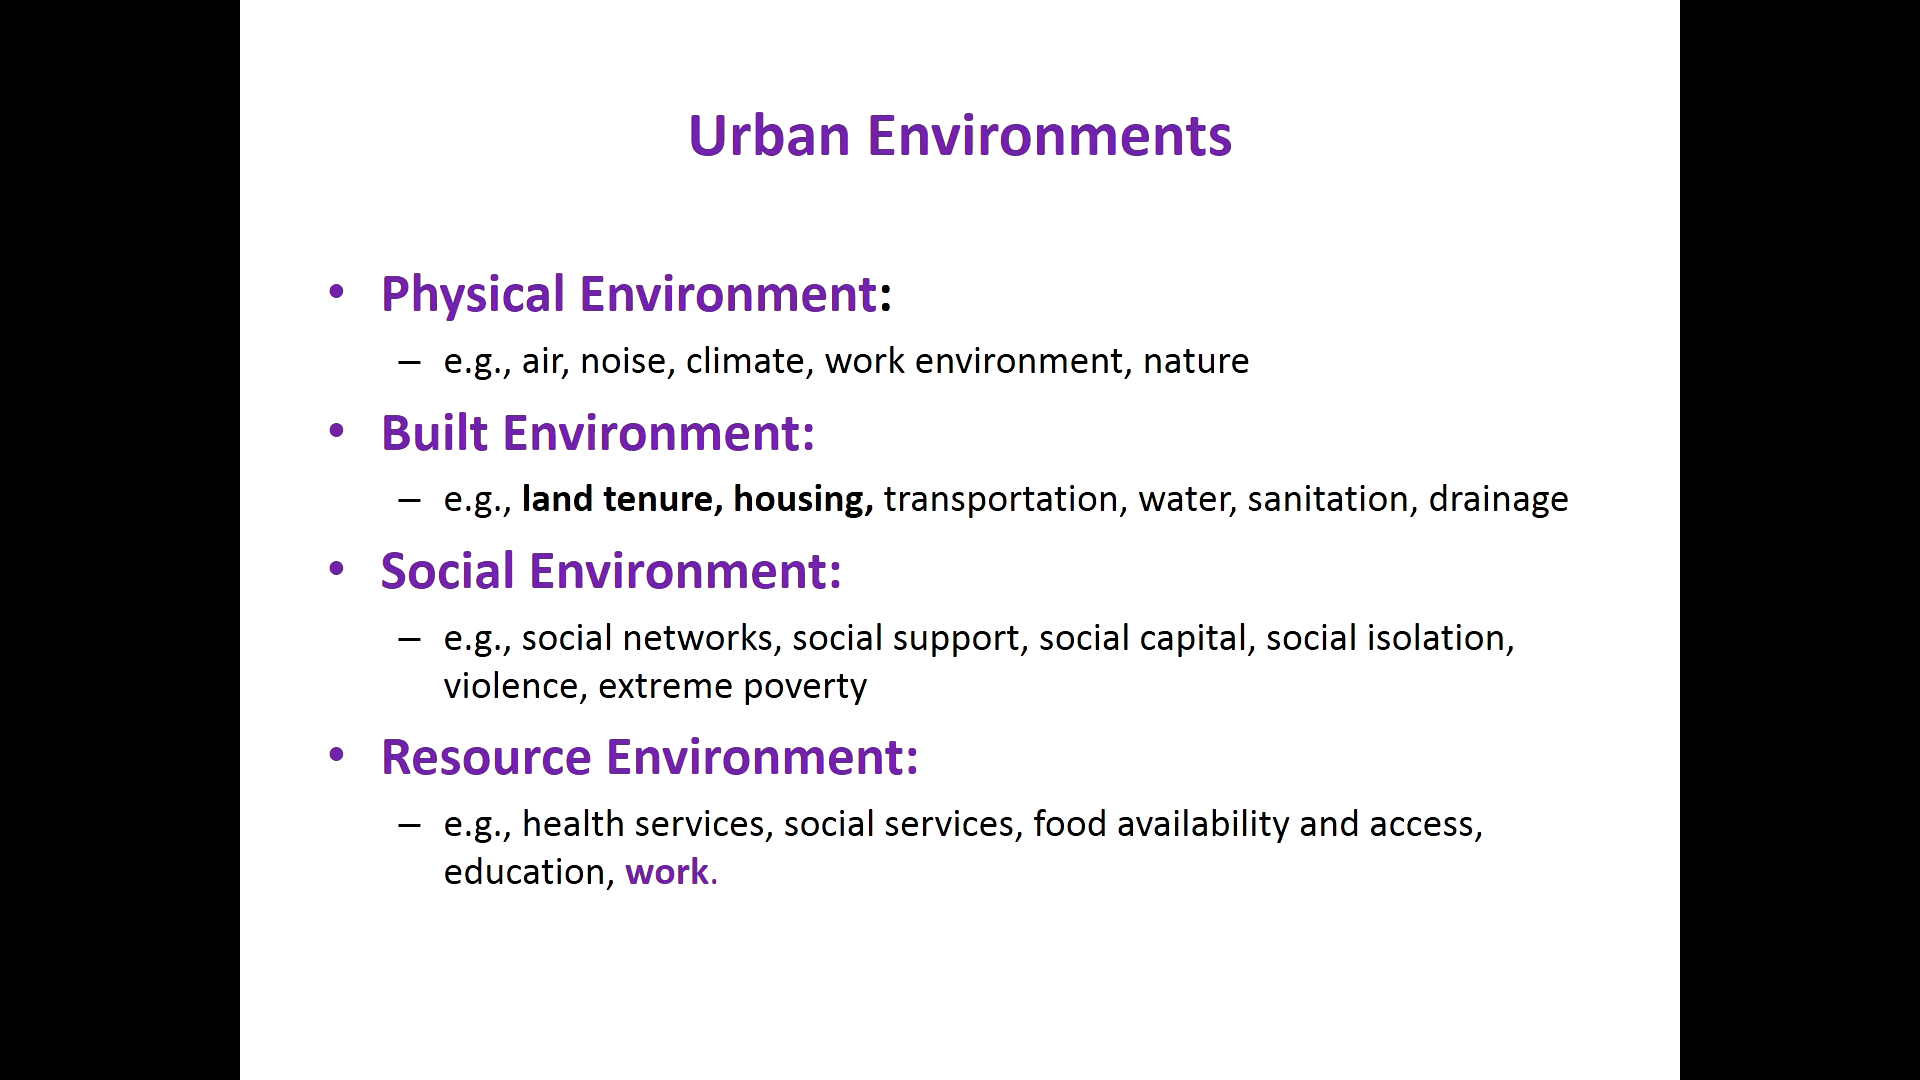 Urban Environments
• Physical Environment:
– e.g., air, noise, climate, work environment, nature
• Built Environment:
– e.g., land tenure, housing, transportation, water, sanitation, drainage
• Social Environment:
– e.g., social networks, social support, social capital, social isolation,
violence, extreme poverty
• Resource Environment:
– e.g., health services, social services, food availability and access,
education, work.